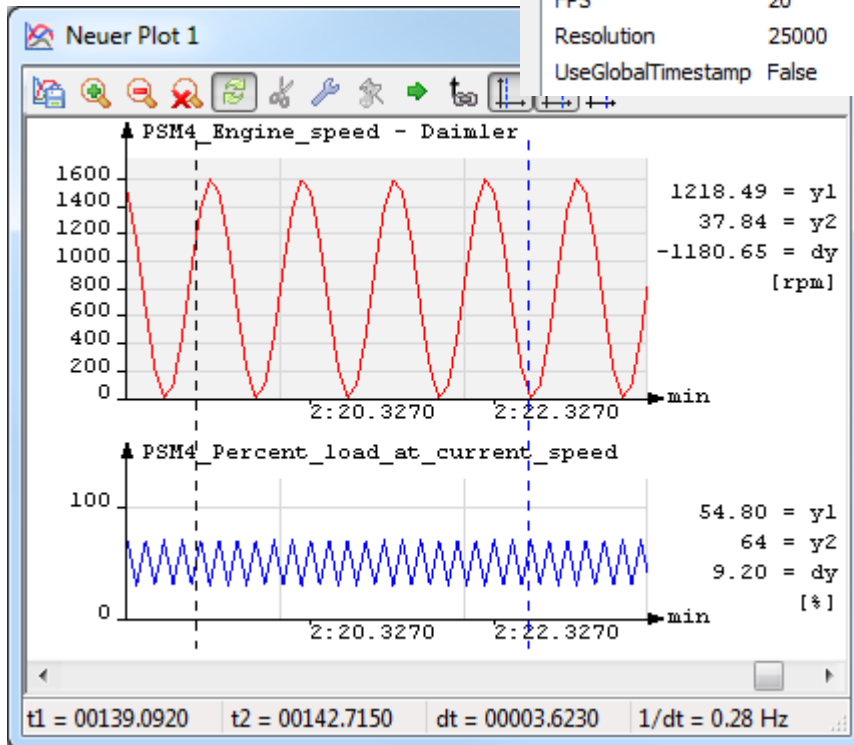 FPS 20
Neuer Plot 1
Resolution 25000
UseGlobalTimestamp False
PSM4_Engine_speed - Daimler
1600
1400
1200
1000
800
600
400
200
0
1218.49 = y1
37.84 = y2
-1180.65 = dy
[rpm]
min
2:20.3270 2:22.3270
PSM4_Percent_load_at_current_speed
100
0
54.80 = y1
64 = y2
9.20 = dy
[%]
min
2:20.3270 2:22.3270
t1 = 00139.0920 t2 = 00142.7150 dt = 00003.6230 1/dt = 0.28 Hz